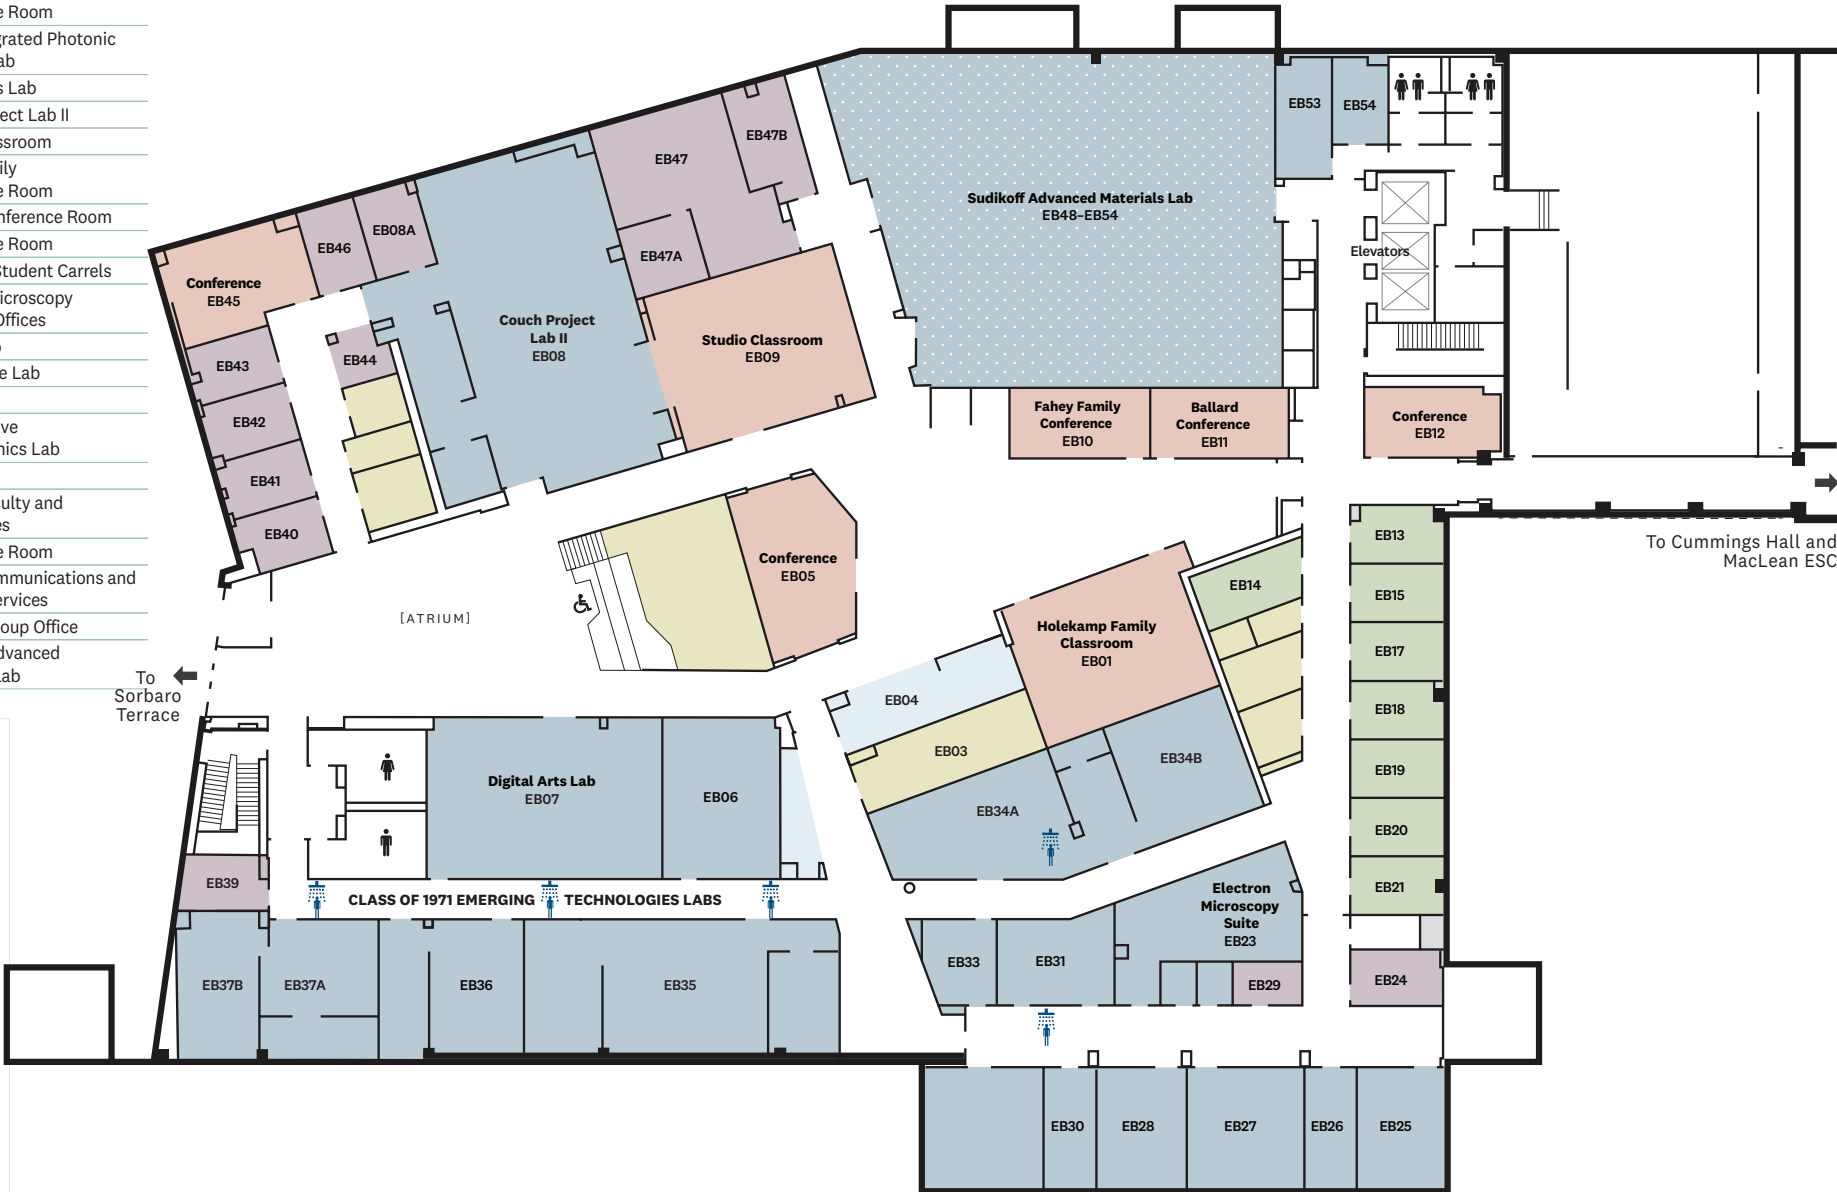 e Room
grated Photonic
ab
s Lab
ect Lab II
ssroom
ily
e Room
nference Room
e Room
Student Carrels
icroscopy
Offices
e Lab
ve
nics Lab
culty and
es
e Room
mmunications and
ervices
oup Office
dvanced
Lab
EB53
EB54
EB47B
EB47
Sudikoff Advanced Materials Lab
EB48–EB54
EB08A
EB46
EB47A
Elevators
Conference
EB45
Couch Project
Lab II
EB08
Studio Classroom
EB09
EB44
EB43
EB42
EB41
EB40
Fahey Family
Conference
EB10
Ballard
Conference
EB11
Conference
EB12
To Cummings Hall and
MacLean ESC
Conference
EB05
[ATRIUM]
To
Sorbaro
Terrace
EB13
EB14
EB15
EB17
EB18
EB19
EB20
EB21
Holekamp Family
Classroom
EB01
EB04
EB03
EB34B
EB34A
Digital Arts Lab
EB07
EB06
EB39
CLASS OF 1971 EMERGING TECHNOLOGIES LABS
Electron
Microscopy
Suite
EB23
EB37B
EB37A
EB36
EB35
EB33
EB31
EB29
EB24
EB30
EB28
EB27
EB26
EB25